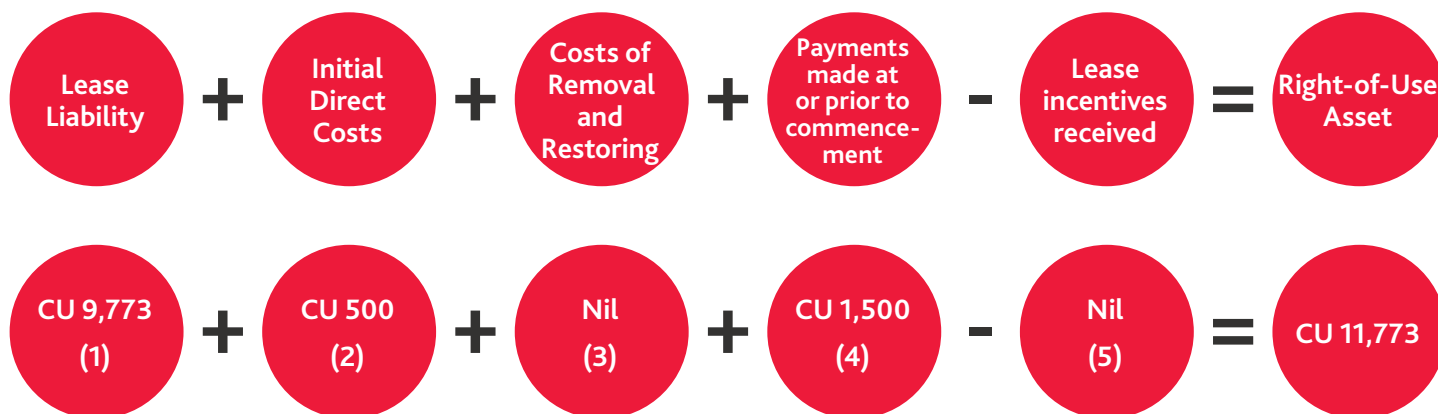 Lease
Liability
+
Initial
Direct
Costs
+
Costs of
Removal
and
Restoring
+
Payments
made at
or prior to
commence-
ment
-
Lease
incentives
received
=
Right-of-Use
Asset
CU 9,773
(1)
+
CU 500
(2)
+
Nil
(3)
+
CU 1,500
(4)
-
Nil
(5)
=
CU 11,773